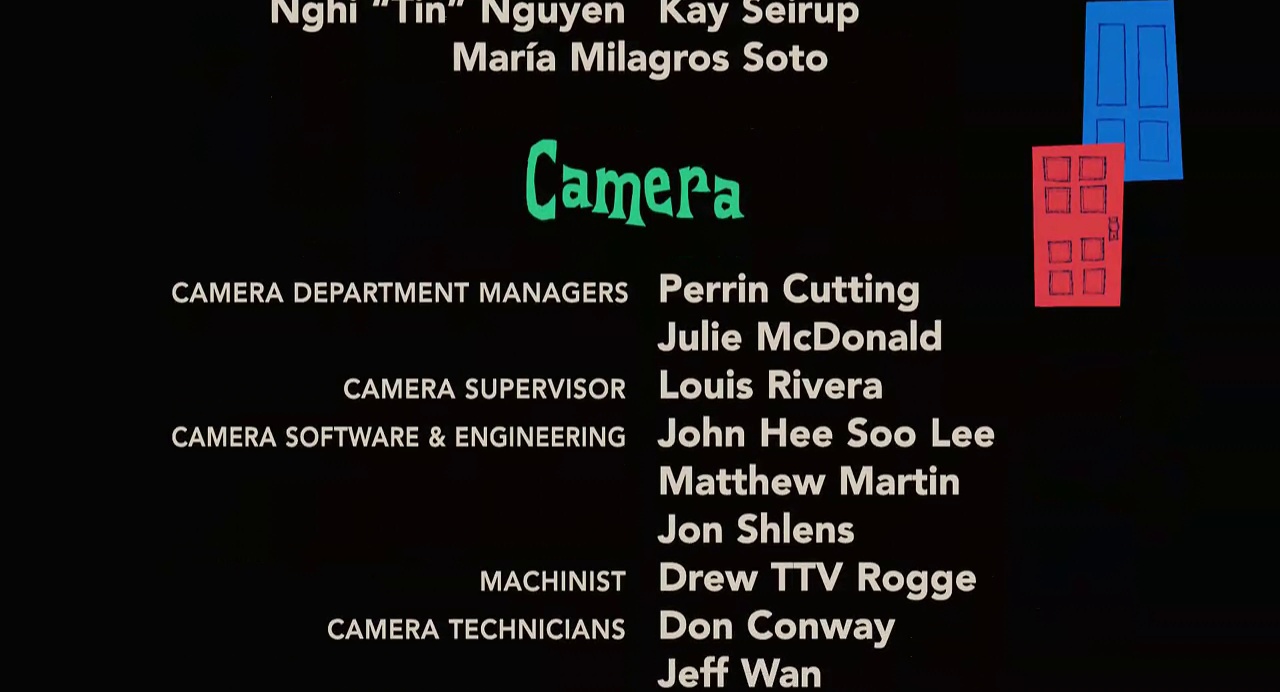 Nghi “Tin” Nguyen Kay Seirup
María Milagros Soto
Camera
CAMERA DEPARTMENT MANAGERS Perrin Cutting
Julie McDonald
CAMERA SUPERVISOR Louis Rivera
CAMERA SOFTWARE & ENGINEERING John Hee Soo Lee
Matthew Martin
Jon Shlens
MACHINIST Drew TTV Rogge
CAMERA TECHNICIANS Don Conway
Jeff Wan